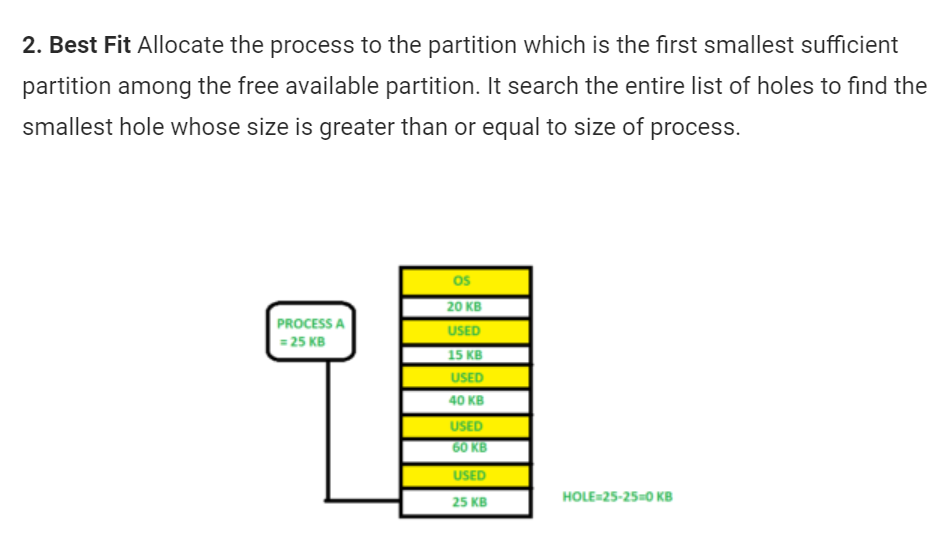 2. Best Fit Allocate the process to the partition which is the first smallest sufficient
partition among the free available partition. It search the entire list of holes to find the
smallest hole whose size is greater than or equal to size of process.
OS
20 KB
PROCESS A
= 25 KB
USED
15 KB
USED
40 KB
USED
60 KB
USED
25 KB
HOLE=25-25=0 KB